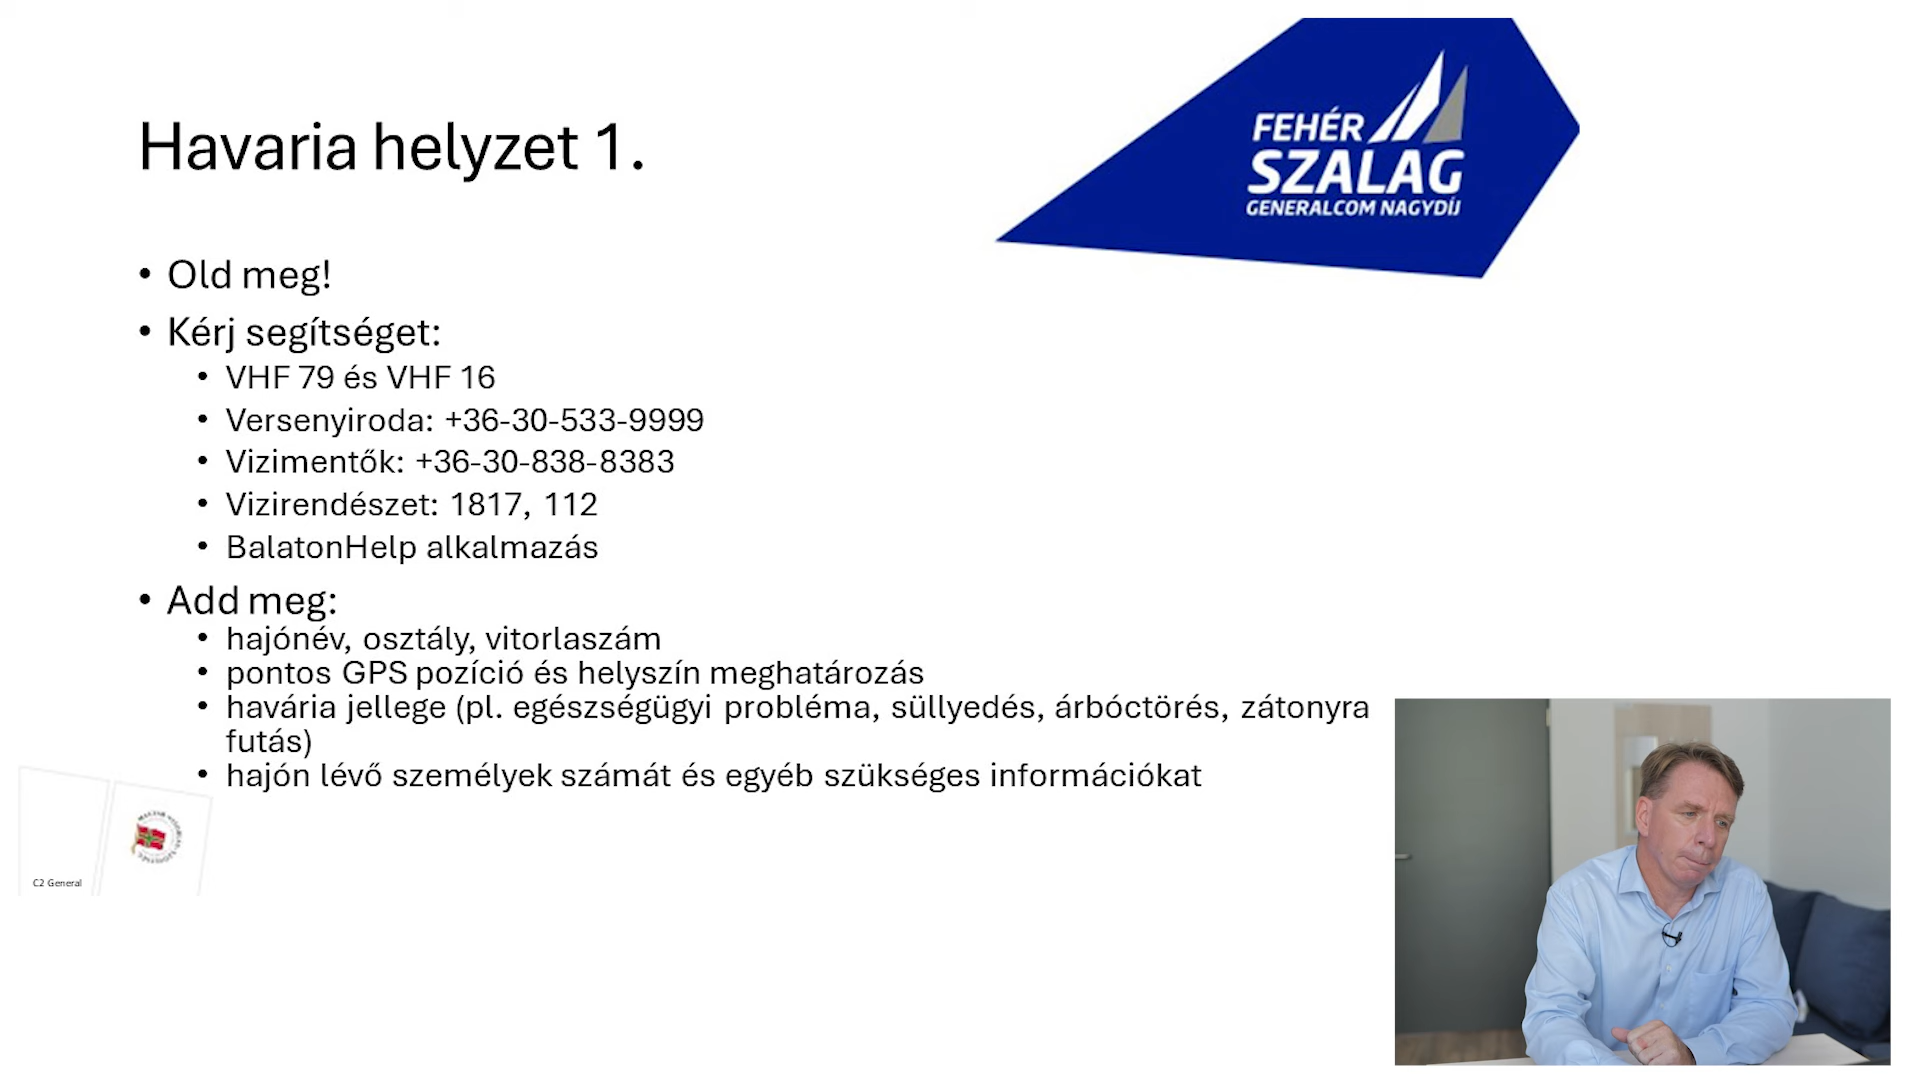 Havaria helyzet 1.
FEHÉR
SZALAG
GENERALCOM NAGYDÍJ
• Old meg!
• Kérj segítséget:
• VHF 79 és VHF 16
• Versenyiroda: +36-30-533-9999
• Vizimentők: +36-30-838-8383
• Vizirendészet: 1817, 112
• BalatonHelp alkalmazás
• Add meg:
• hajónév, osztály, vitorlaszám
• pontos GPS pozíció és helyszín meghatározás
• havária jellege (pl. egészségügyi probléma, süllyedés, árbóctörés, zátonyra
futás)
• hajón lévő személyek számát és egyéb szükséges információkat
C2 General